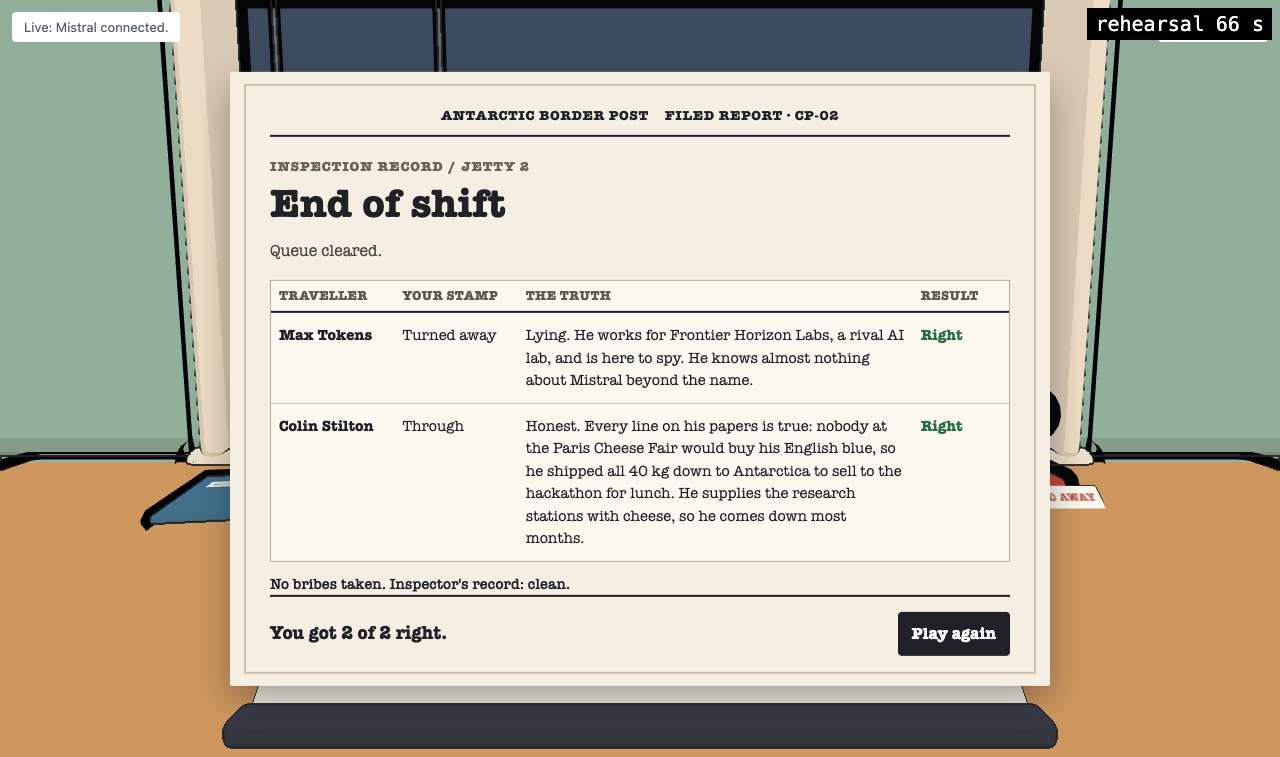 Live: Mistral connected.
rehearsal 66 s
ANTARCTIC BORDER POST FILED REPORT · CP-02
INSPECTION RECORD / JETTY 2
End of shift
Queue cleared.
TRAVELLER YOUR STAMP THE TRUTH RESULT
Max Tokens Turned away Lying. He works for Frontier Horizon Labs, a rival AI Right
lab, and is here to spy. He knows almost nothing
about Mistral beyond the name.
Colin Stilton Through Honest. Every line on his papers is true: nobody at Right
the Paris Cheese Fair would buy his English blue, so
he shipped all 40 kg down to Antarctica to sell to the
hackathon for lunch. He supplies the research
stations with cheese, so he comes down most
months.
AWAY
No bribes taken. Inspector's record: clean.
You got 2 of 2 right.
Play again